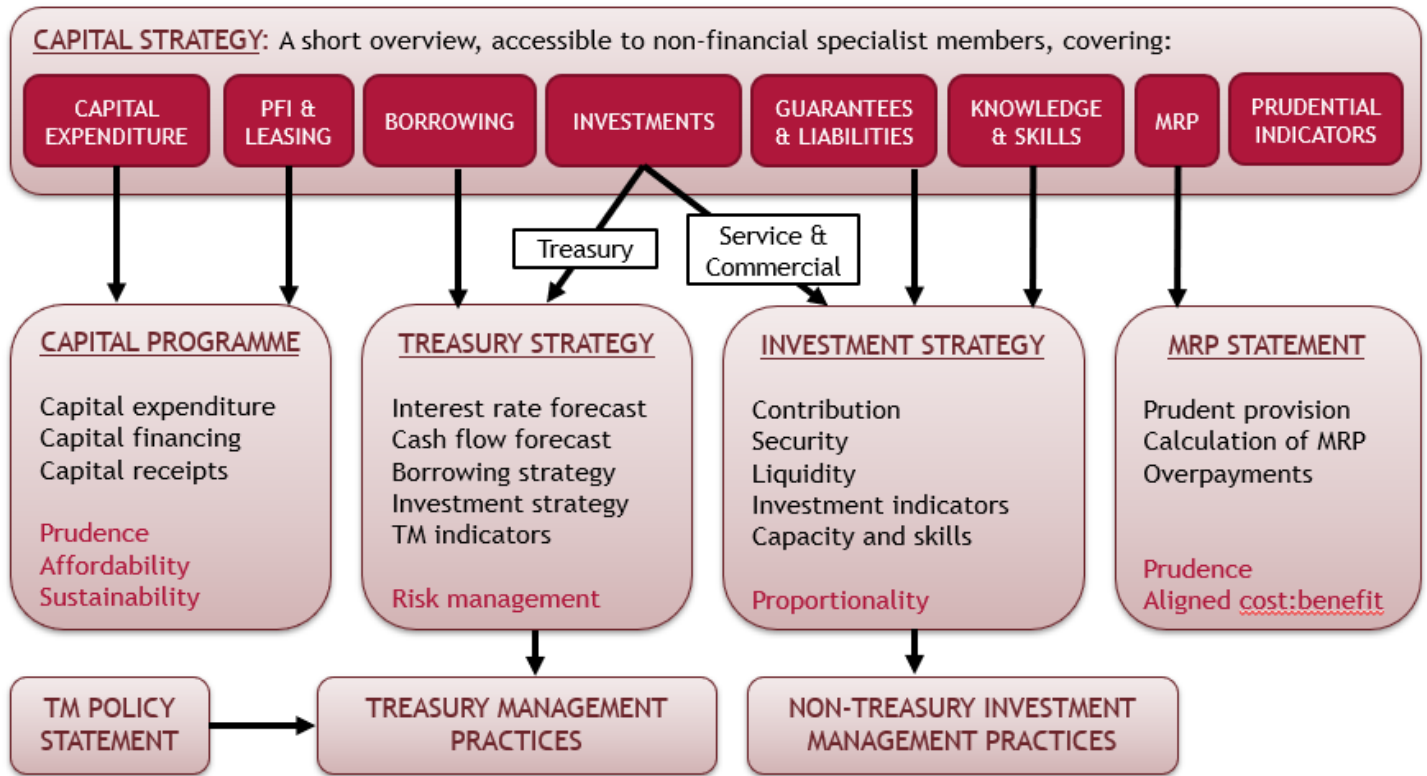 CAPITAL STRATEGY: A short overview, accessible to non-financial specialist members, covering:
CAPITAL
EXPENDITURE
PFI &
LEASING
BORROWING
INVESTMENTS
GUARANTEES
& LIABILITIES
KNOWLEDGE
& SKILLS
MRP
PRUDENTIAL
INDICATORS
Treasury
Service &
Commercial
CAPITAL PROGRAMME
Capital expenditure
Capital financing
Capital receipts
Prudence
Affordability
Sustainability
TREASURY STRATEGY
Interest rate forecast
Cash flow forecast
Borrowing strategy
Investment strategy
TM indicators
Risk management
INVESTMENT STRATEGY
Contribution
Security
Liquidity
Investment indicators
Capacity and skills
Proportionality
MRP STATEMENT
Prudent provision
Calculation of MRP
Overpayments
Prudence
Aligned cost:benefit
TM POLICY
STATEMENT
TREASURY MANAGEMENT
PRACTICES
NON-TREASURY INVESTMENT
MANAGEMENT PRACTICES